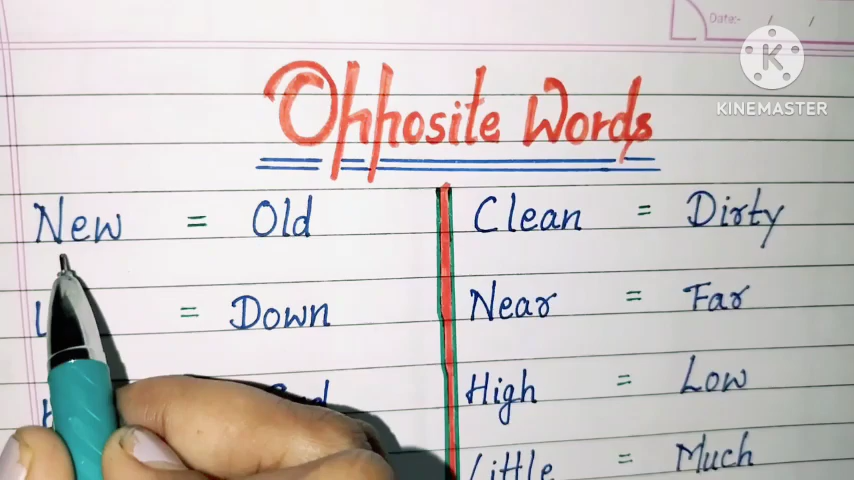 Date:- / /
KINEMASTER
Opposite Words
New = Old
= Down
Clean = Dirty
Near = Far
High = Low
Little = Much